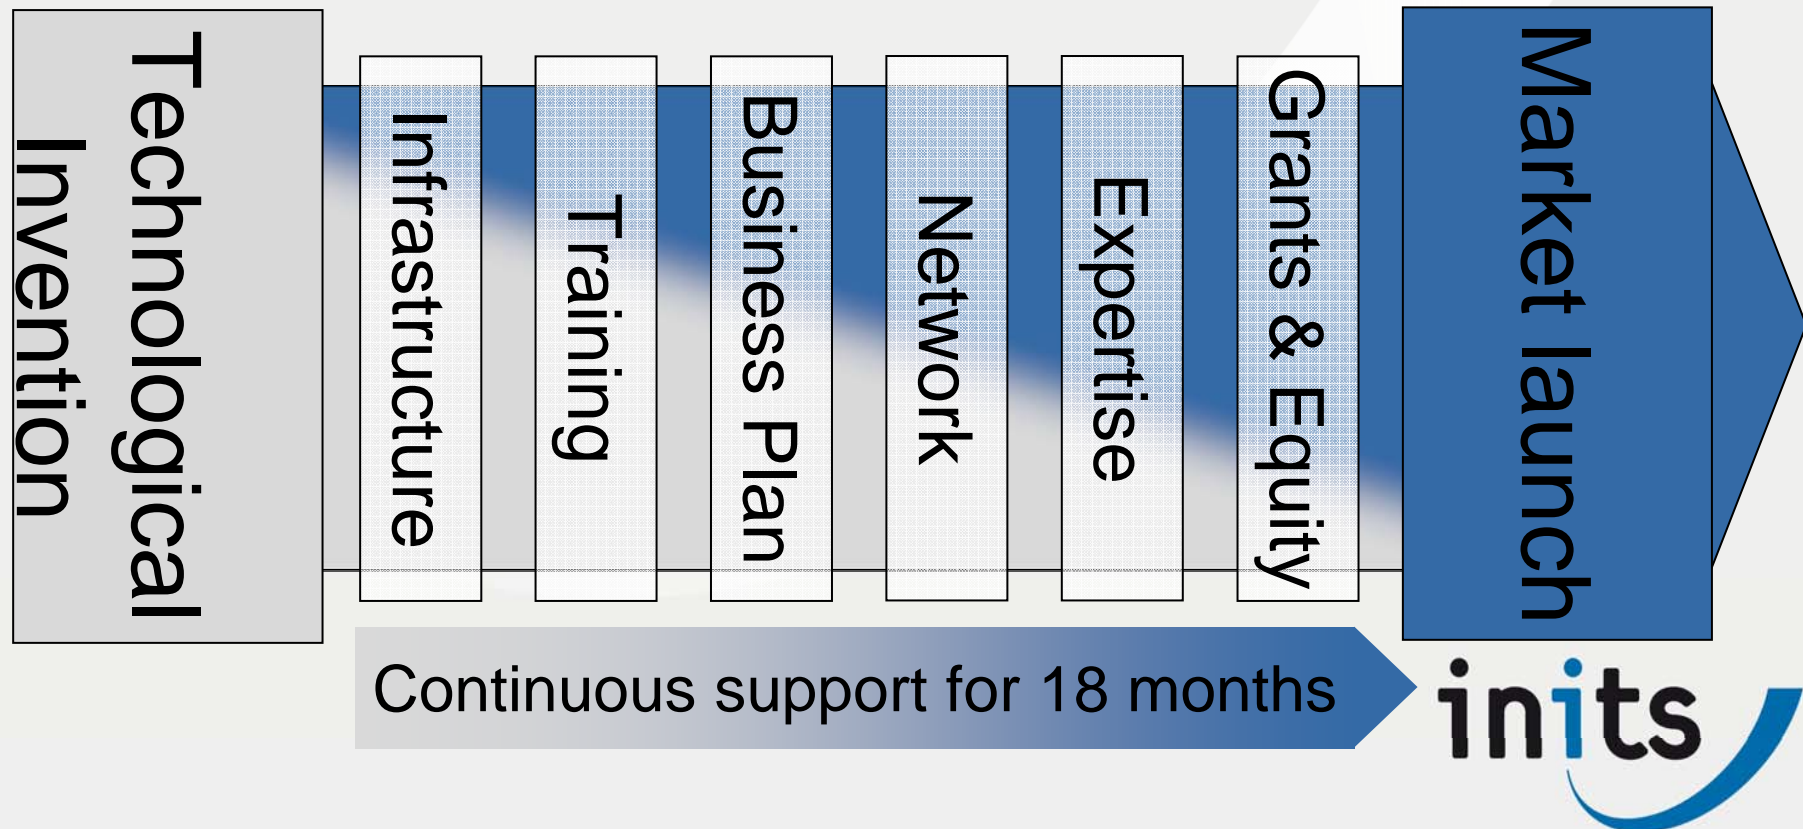 Technological
Invention
Infrastructure
Training
Business Plan
Network
Expertise
Grants & Equity
Market launch
Continuous support for 18 months
inits